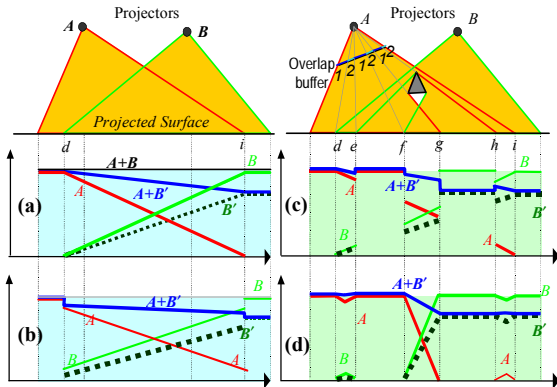 Projectors
A
B
Projected Surface
d
i
Projectors
A
B
Overlap
buffer
1 2 1 2 1 2
d e f g h i
(a)
A+B
A
A+B'
B
B'
(b)
A+B'
A
B
A
B
B'
(c)
A
A+B'
B
B
A
B'
(d)
A+B'
A
B
B
B'
A